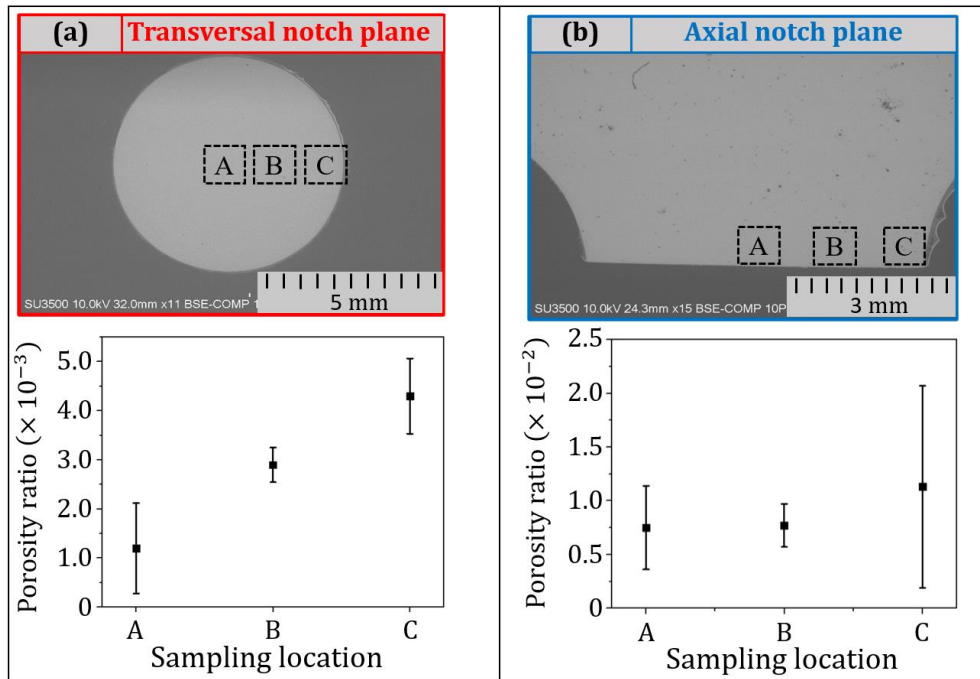 (a) Transversal notch plane
A B C
5 mm
SU3500 10.0kV 32.0mm x11 BSE-COMP 1
Porosity ratio (× 10⁻³)
5.0
4.0
3.0
2.0
1.0
0
A B C
Sampling location
(b) Axial notch plane
A B C
3 mm
SU3500 10.0kV 24.3mm x15 BSE-COMP 10P
Porosity ratio (× 10⁻²)
2.5
2.0
1.5
1.0
0.5
0
A B C
Sampling location